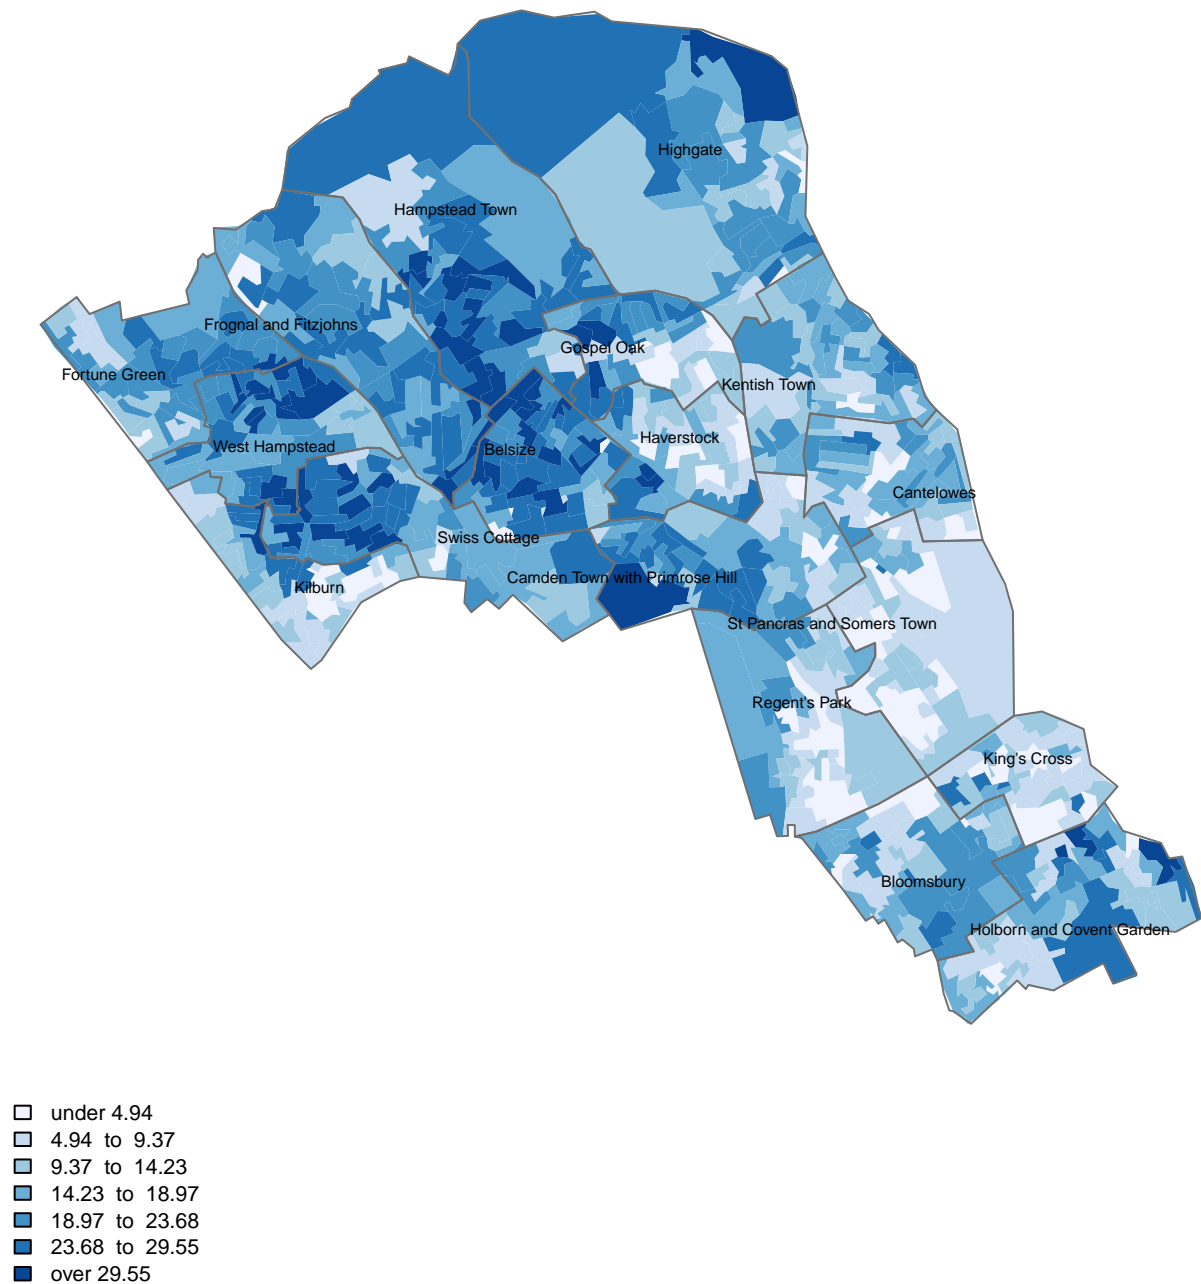 Highgate
Hampstead Town
Frognal and Fitzjohns
Gospel Oak
Fortune Green
Kentish Town
West Hampstead
Haverstock
Belsize
Cantelowes
Swiss Cottage
Camden Town with Primrose Hill
Kilburn
St Pancras and Somers Town
Regent's Park
King's Cross
Bloomsbury
Holborn and Covent Garden
under 4.94
4.94 to 9.37
9.37 to 14.23
14.23 to 18.97
18.97 to 23.68
23.68 to 29.55
over 29.55